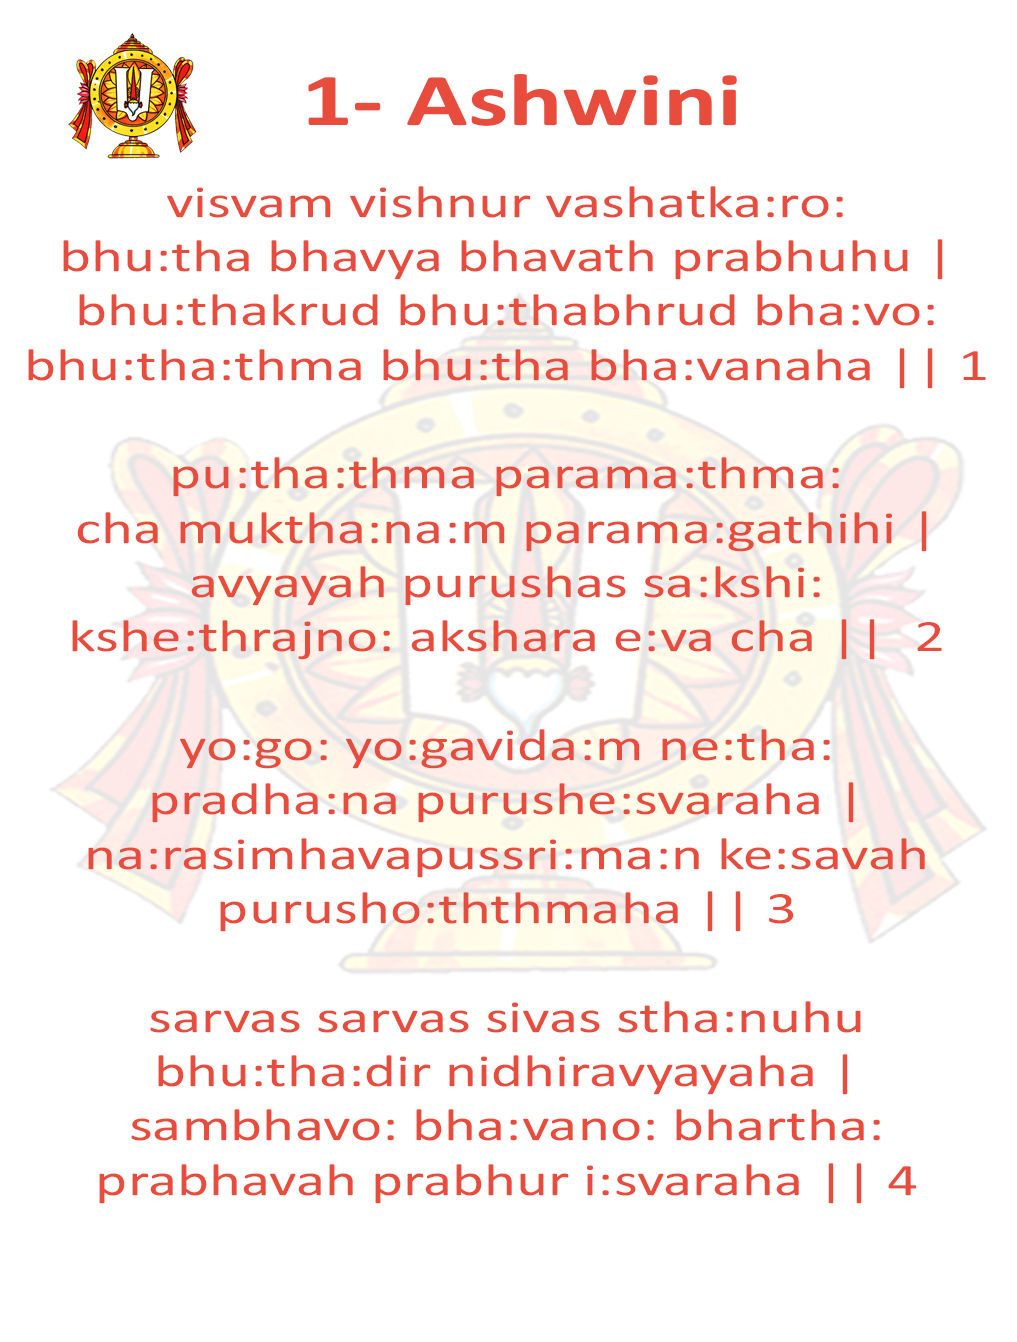 1- Ashwini
visvam vishnur vashatka:ro:
bhu:tha bhavya bhavath prabhuhu |
bhu:thakrud bhu:thabhrud bha:vo:
bhu:tha:thma bhu:tha bha:vanaha || 1
pu:tha:thma parama:thma:
cha muktha:na:m parama:gathihi |
avyayah purushas sa:kshi:
kshe:thrajno: akshara e:va cha || 2
yo:go: yo:gavida:m ne:tha:
pradha:na purushe:svaraha |
na:rasimhavapussri:ma:n ke:savah
purusho:ththmaha || 3
sarvas sarvas sivas stha:nuhu
bhu:tha:dir nidhiravyayaha |
sambhavo: bha:vano: bhartha:
prabhavah prabhur i:svaraha || 4